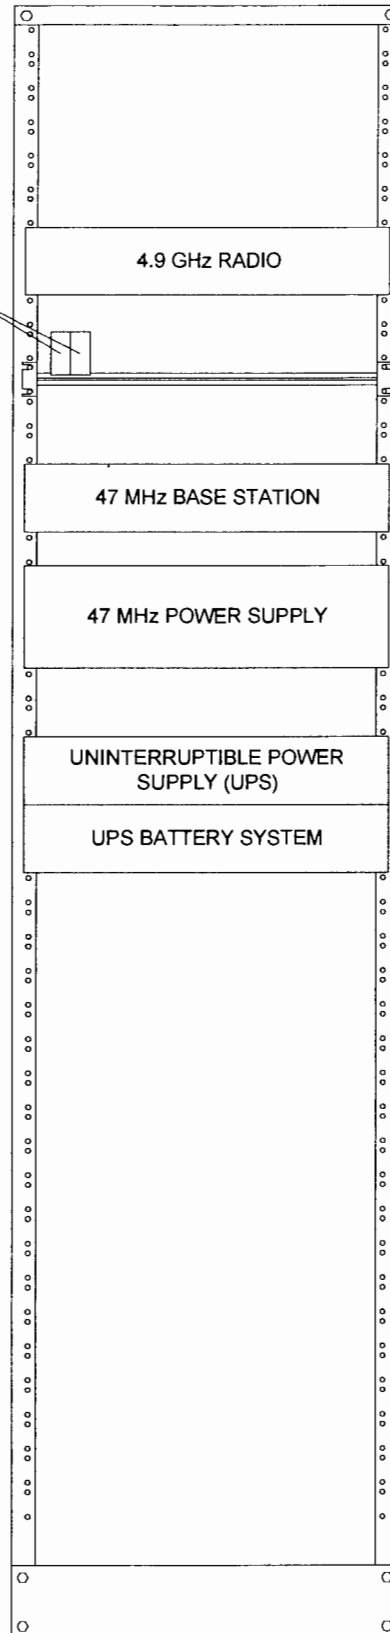 4.9 GHz RADIO
47 MHz BASE STATION
47 MHz POWER SUPPLY
UNINTERRUPTIBLE POWER
SUPPLY (UPS)
UPS BATTERY SYSTEM